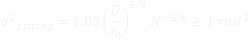 σ²_fitting = 1.03 (D/r₀)^{5/3} N^{-5/6} ≅ 1 rad²